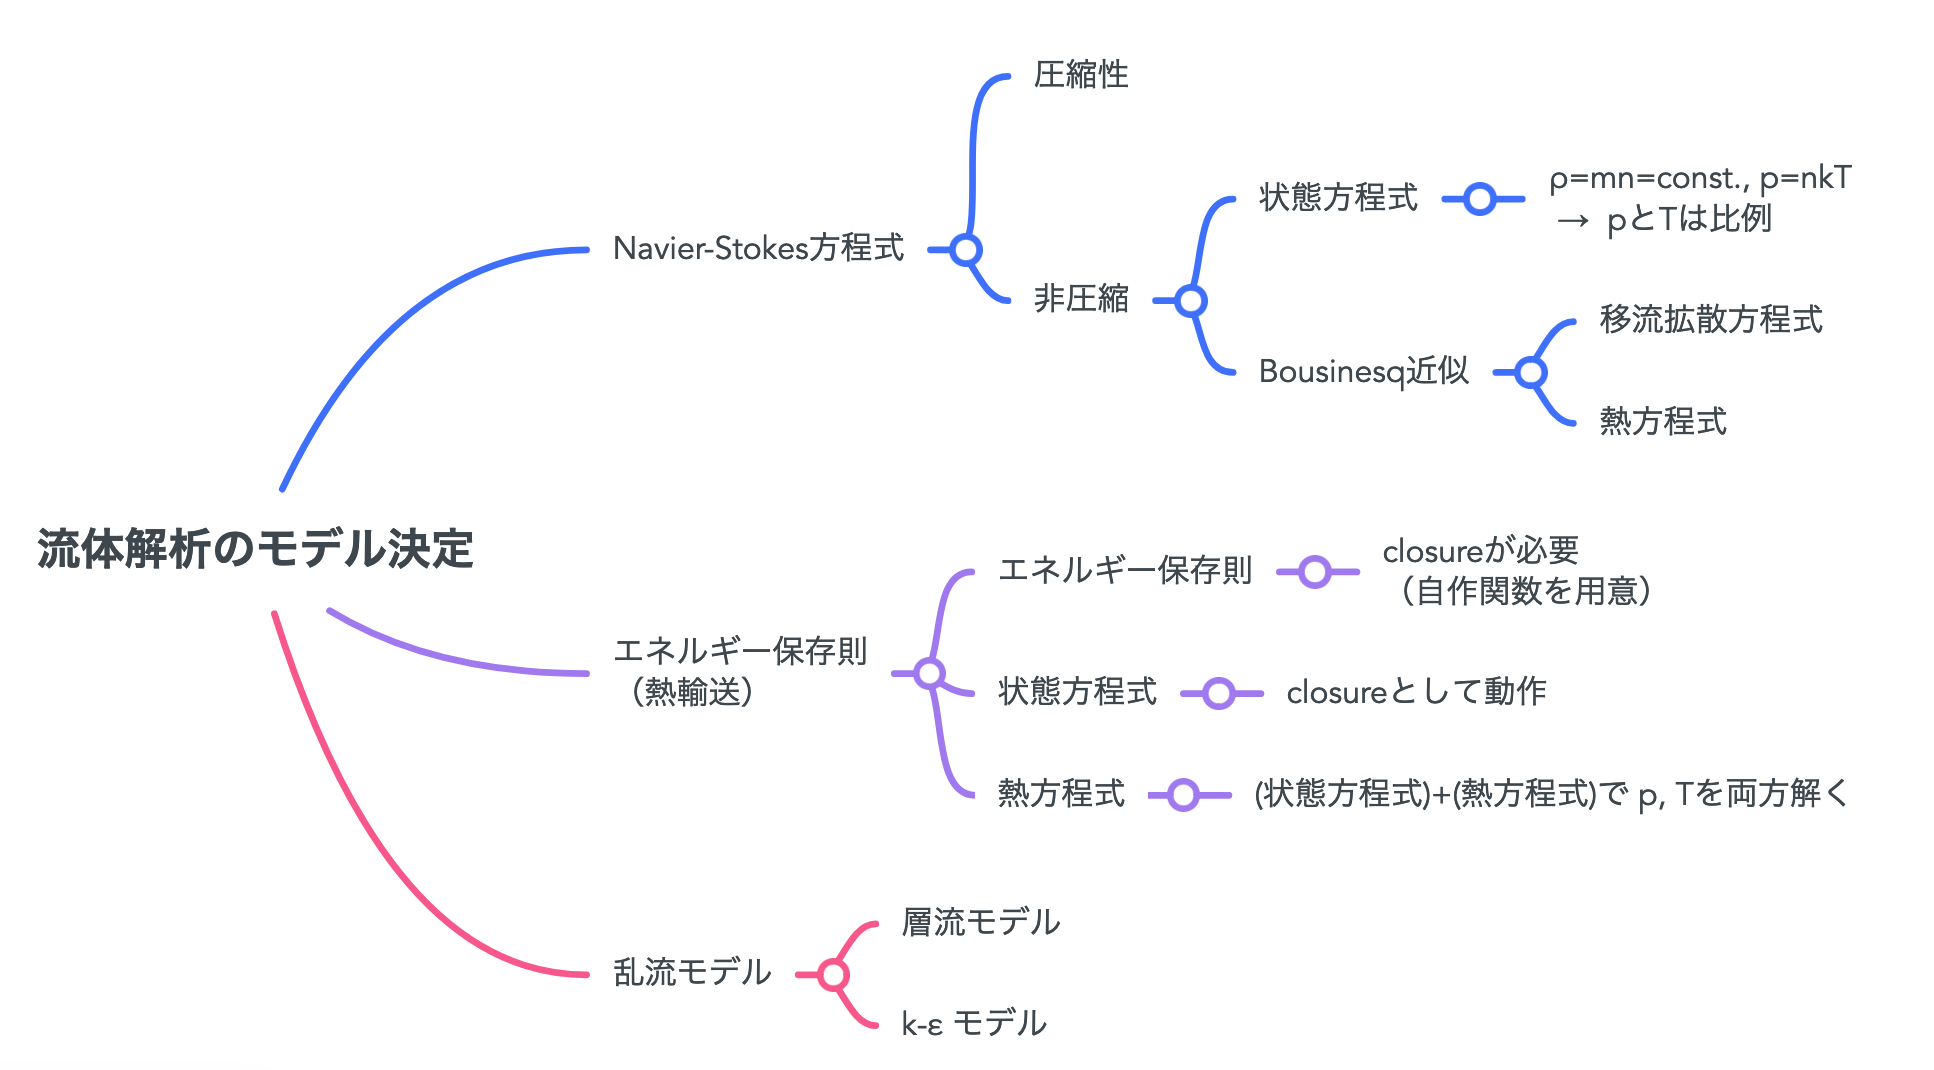 流体解析のモデル決定
Navier-Stokes方程式
圧縮性
非圧縮
状態方程式
ρ=mn=const., p=nkT
→ pとTは比例
Bousinesq近似
移流拡散方程式
熱方程式
エネルギー保存則
（熱輸送）
エネルギー保存則
closureが必要
（自作関数を用意）
状態方程式
closureとして動作
熱方程式
(状態方程式)+(熱方程式)で p, Tを両方解く
乱流モデル
層流モデル
k-ε モデル